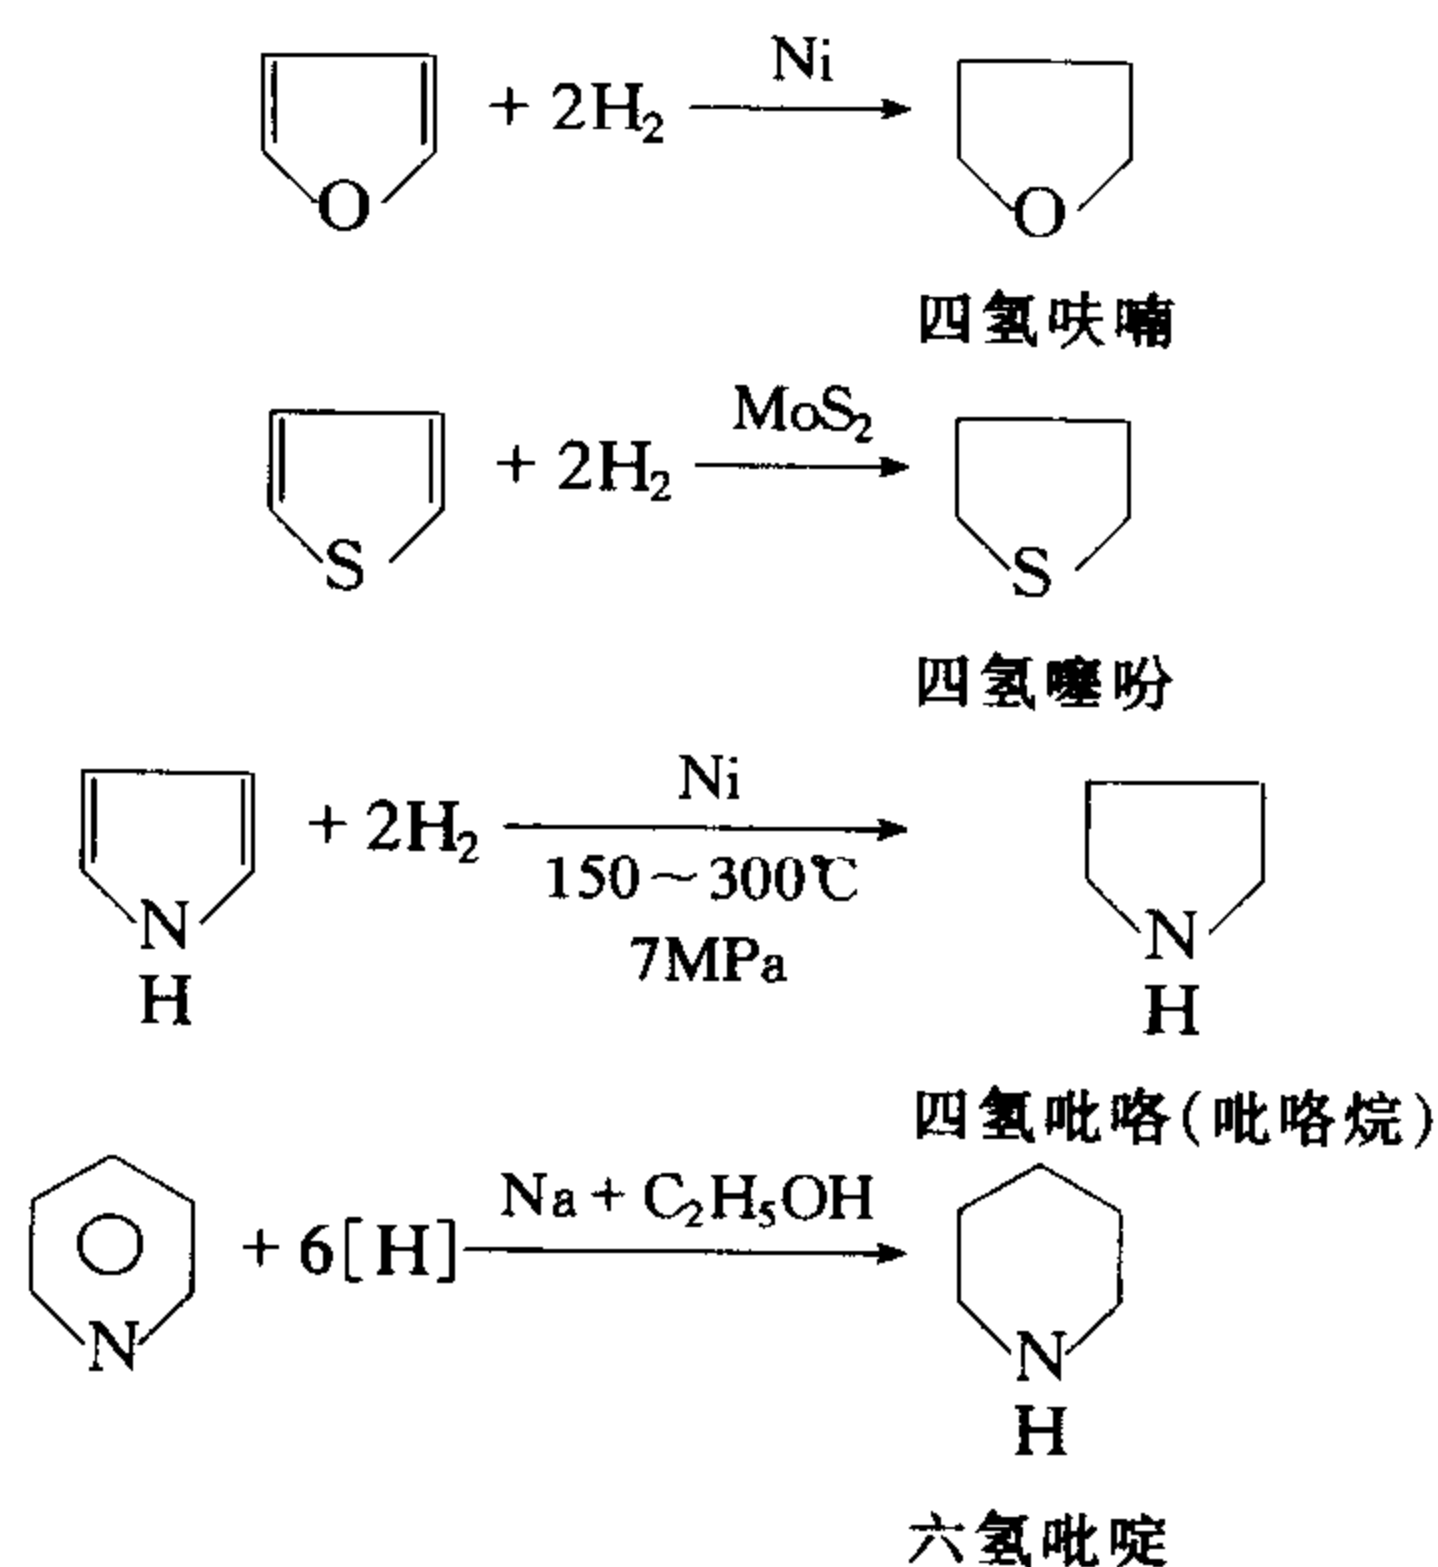 Ni
+ 2H₂
O
O
四氢呋喃
MoS₂
+ 2H₂
S
S
四氢噻吩
Ni
+ 2H₂
150～300℃
7MPa
N
H
N
H
四氢吡咯(吡咯烷)
Na + C₂H₅OH
+ 6[H]
N
N
H
六氢吡啶